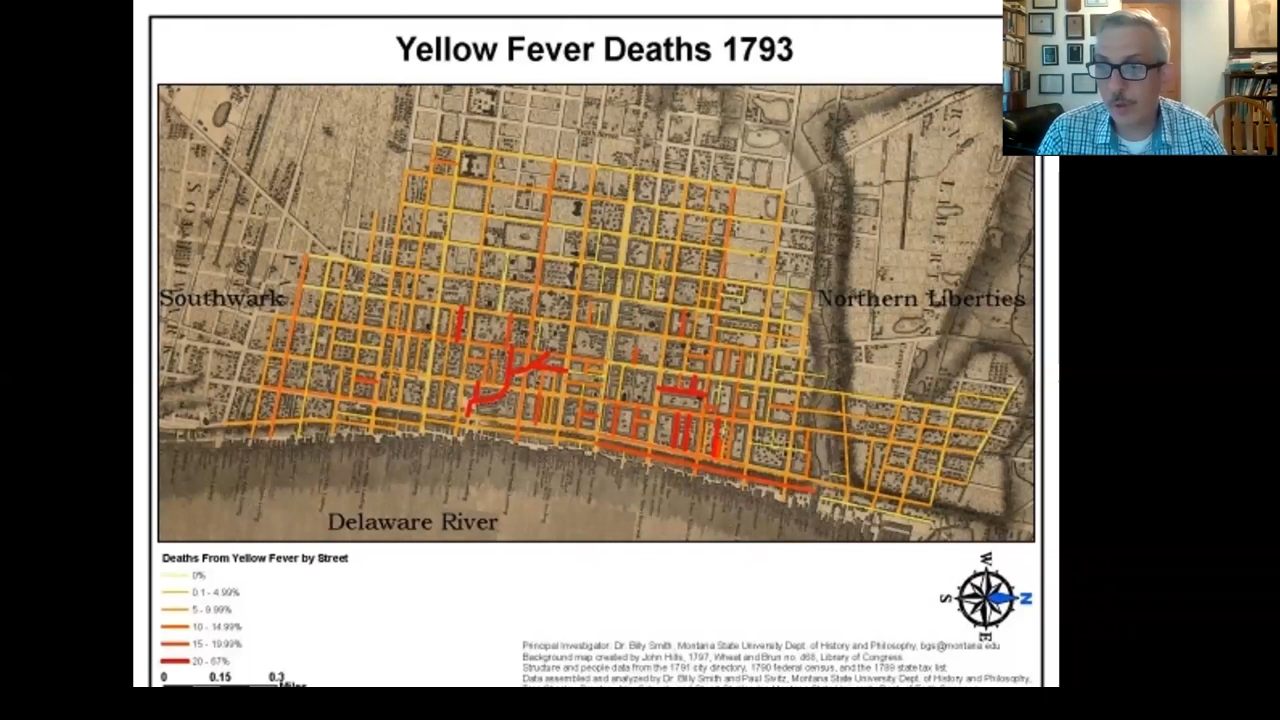 Yellow Fever Deaths 1793
Southwark
Northern Liberties
Delaware River
Deaths From Yellow Fever by Street
0%
0.1 - 4.99%
5 - 9.99%
10 - 14.99%
15 - 19.99%
20 - 67%
0 0.15 0.3
Miles
W
S N
E
Principal Investigator: Dr. Billy Smith, Montana State University Dept. of History and Philosophy, bgs@montana.edu
Background map created by John Hills, 1797, Wheat and Brun no. 468, Library of Congress
Structure and people data from the 1791 city directory, 1790 federal census, and the 1789 state tax list
Data assembled and analyzed by Dr. Billy Smith and Paul Sivitz, Montana State University Dept. of History and Philosophy,